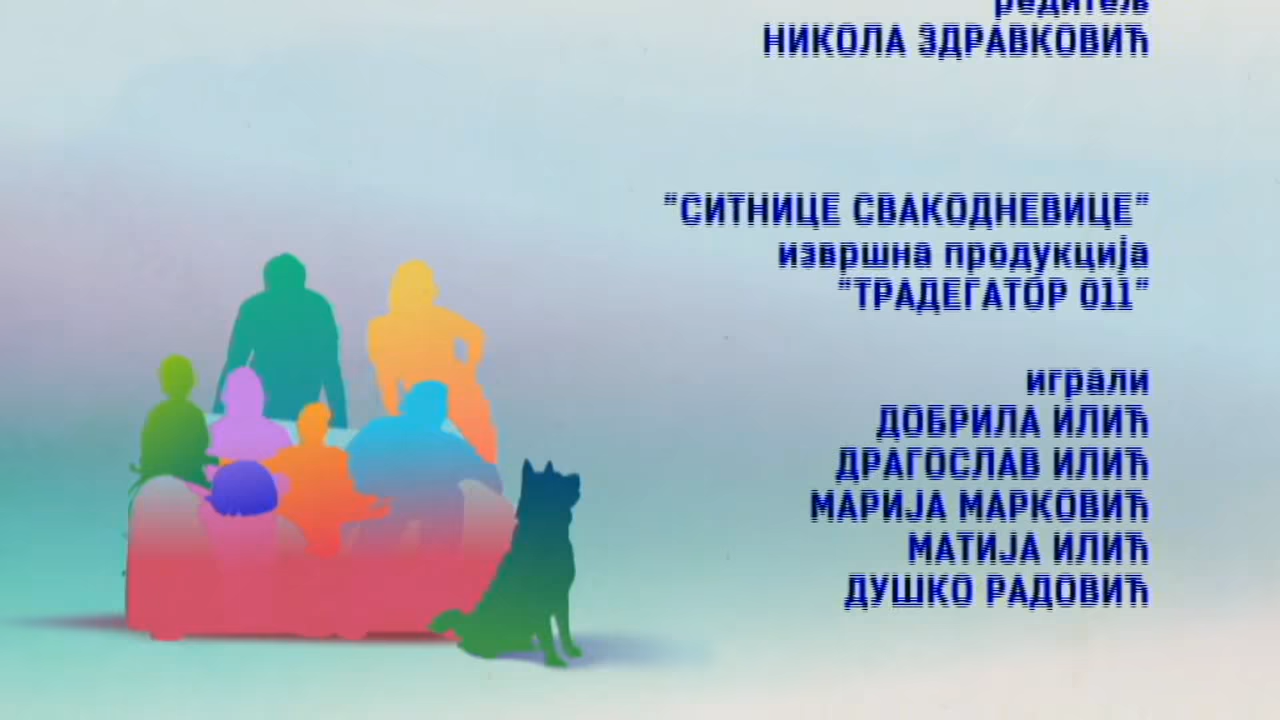 редитељ
НИКОЛА ЗДРАВКОВИЋ
"СИТНИЦЕ СВАКОДНЕВИЦЕ"
извршна продукција
"ТРАДЕГАТОР 011"
играли
ДОБРИЛА ИЛИЋ
ДРАГОСЛАВ ИЛИЋ
МАРИЈА МАРКОВИЋ
МАТИЈА ИЛИЋ
ДУШКО РАДОВИЋ